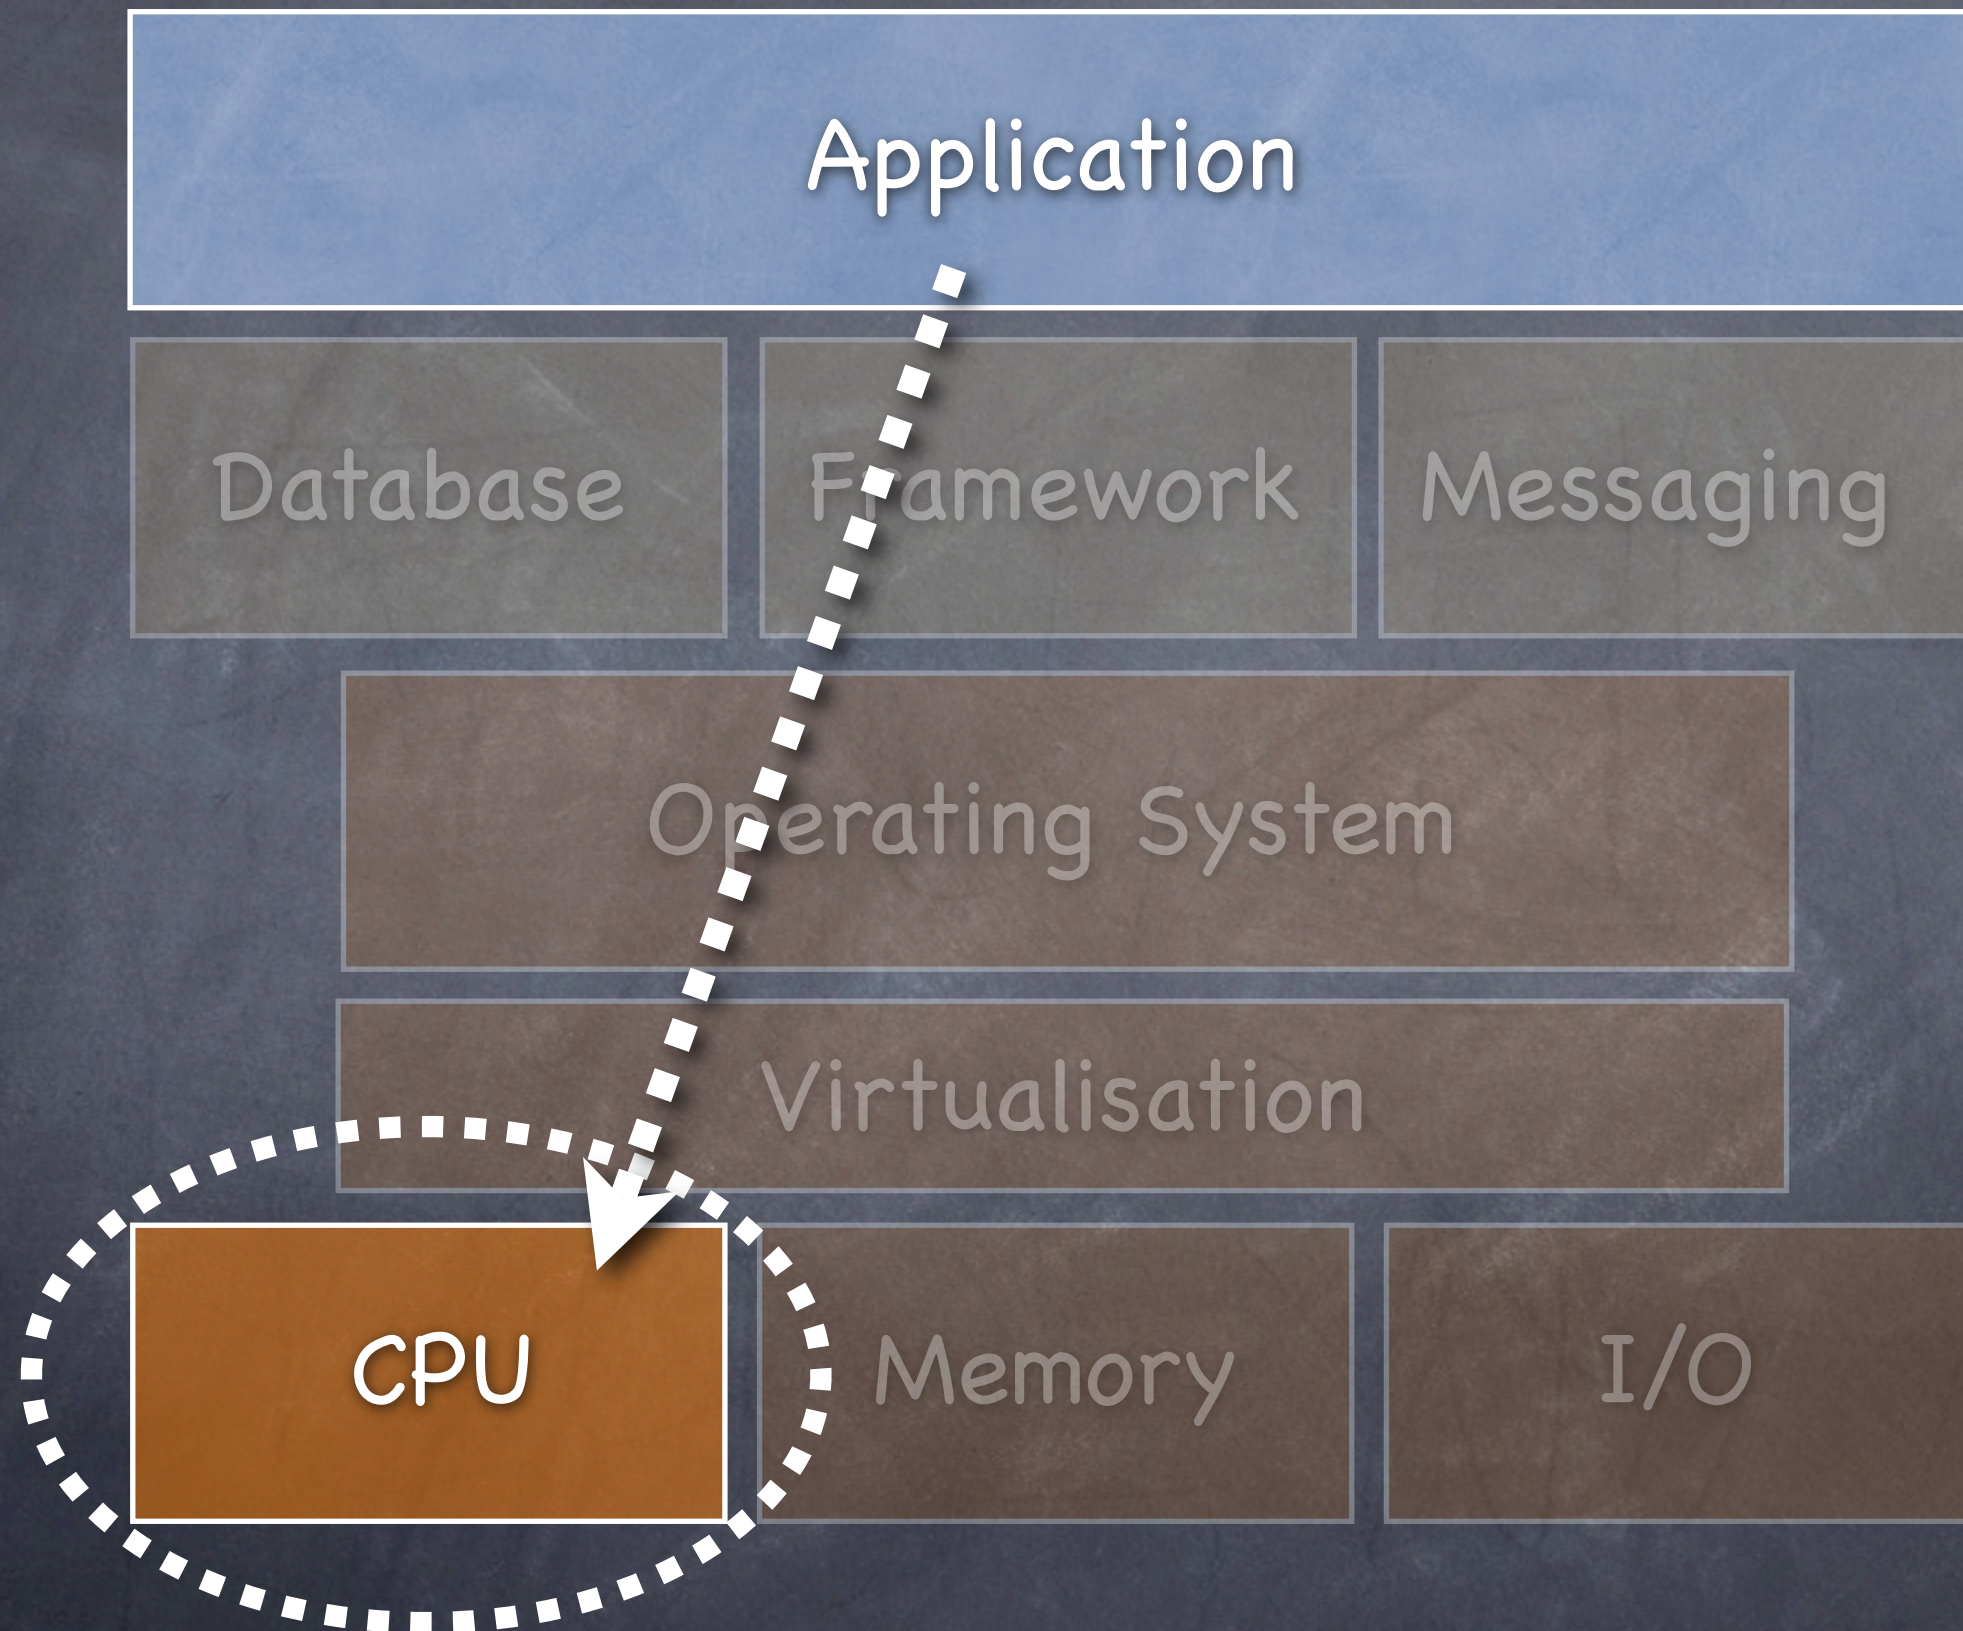 Application
Database Framework Messaging
Operating System
Virtualisation
CPU Memory I/O